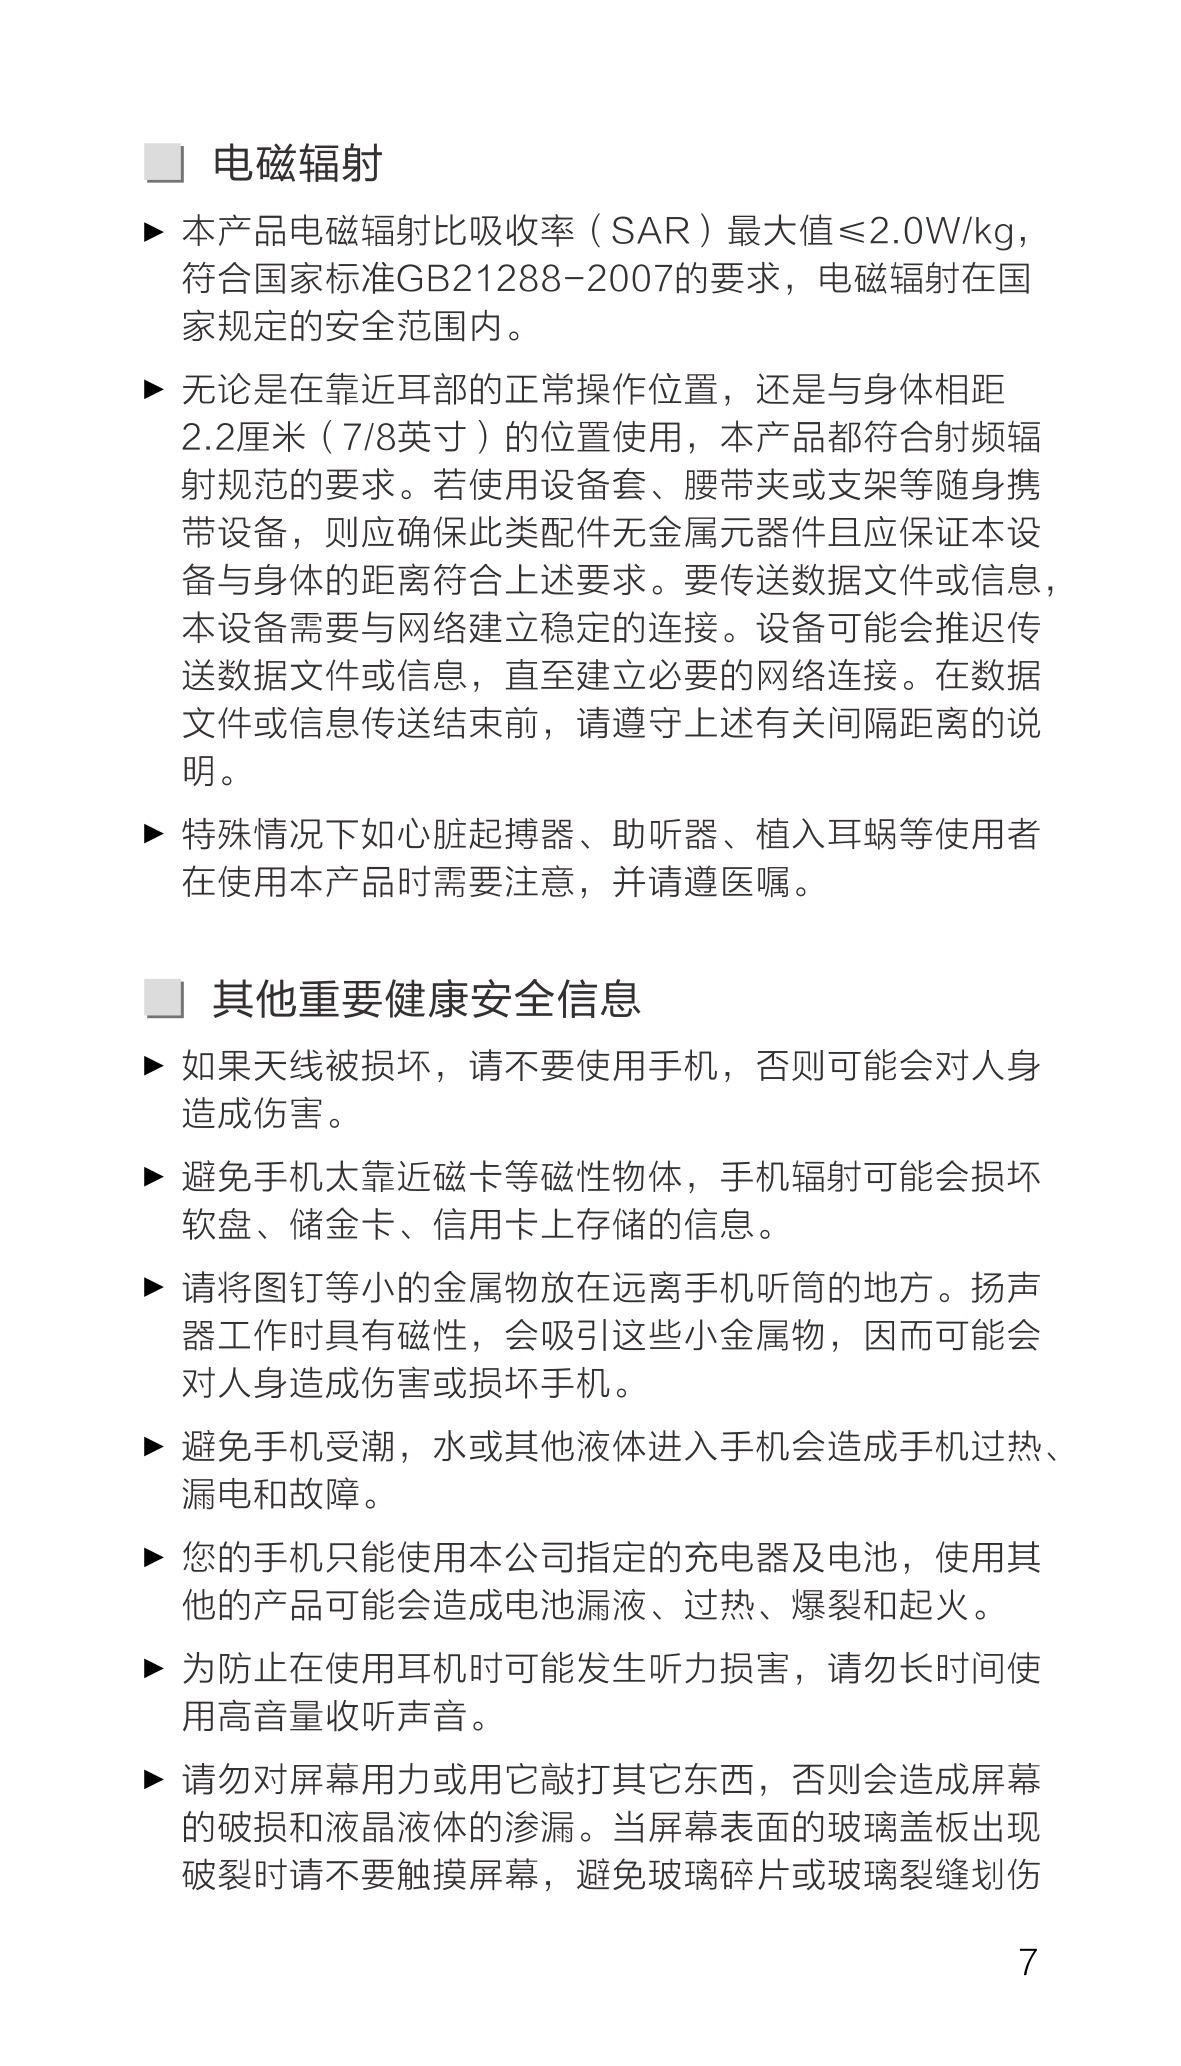 电磁辐射
► 本产品电磁辐射比吸收率（SAR）最大值≤2.0W/kg，
符合国家标准GB21288-2007的要求，电磁辐射在国
家规定的安全范围内。
► 无论是在靠近耳部的正常操作位置，还是与身体相距
2.2厘米（7/8英寸）的位置使用，本产品都符合射频辐
射规范的要求。若使用设备套、腰带夹或支架等随身携
带设备，则应确保此类配件无金属元器件且应保证本设
备与身体的距离符合上述要求。要传送数据文件或信息，
本设备需要与网络建立稳定的连接。设备可能会推迟传
送数据文件或信息，直至建立必要的网络连接。在数据
文件或信息传送结束前，请遵守上述有关间隔距离的说
明。
► 特殊情况下如心脏起搏器、助听器、植入耳蜗等使用者
在使用本产品时需要注意，并请遵医嘱。
其他重要健康安全信息
► 如果天线被损坏，请不要使用手机，否则可能会对人身
造成伤害。
► 避免手机太靠近磁卡等磁性物体，手机辐射可能会损坏
软盘、储金卡、信用卡上存储的信息。
► 请将图钉等小的金属物放在远离手机听筒的地方。扬声
器工作时具有磁性，会吸引这些小金属物，因而可能会
对人身造成伤害或损坏手机。
► 避免手机受潮，水或其他液体进入手机会造成手机过热、
漏电和故障。
► 您的手机只能使用本公司指定的充电器及电池，使用其
他的产品可能会造成电池漏液、过热、爆裂和起火。
► 为防止在使用耳机时可能发生听力损害，请勿长时间使
用高音量收听声音。
► 请勿对屏幕用力或用它敲打其它东西，否则会造成屏幕
的破损和液晶液体的渗漏。当屏幕表面的玻璃盖板出现
破裂时请不要触摸屏幕，避免玻璃碎片或玻璃裂缝划伤
7